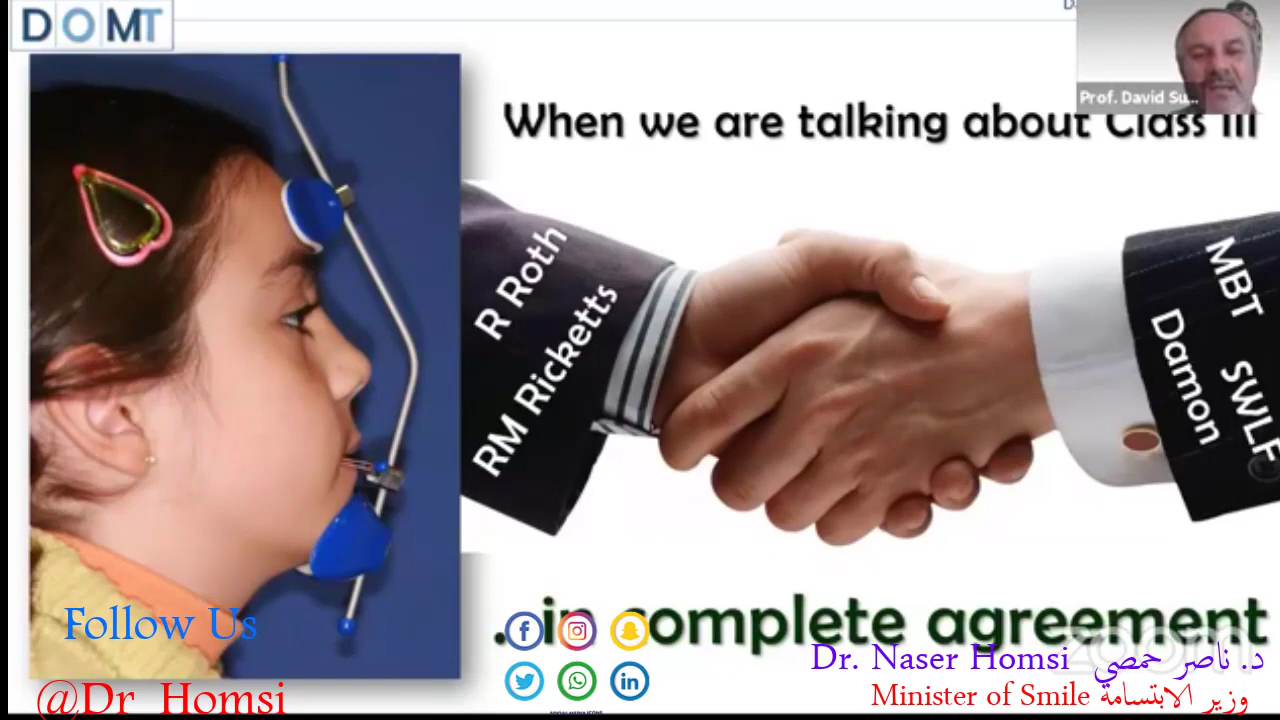 DOMT
Prof. David Su...
When we are talking about Class III
R Roth
RM Ricketts
MBT
SWLF
Damon
...in complete agreement
zoom
Follow Us
@Dr_Homsi
Dr. Naser Homsi د. ناصر حمصي
Minister of Smile وزير الابتسامة